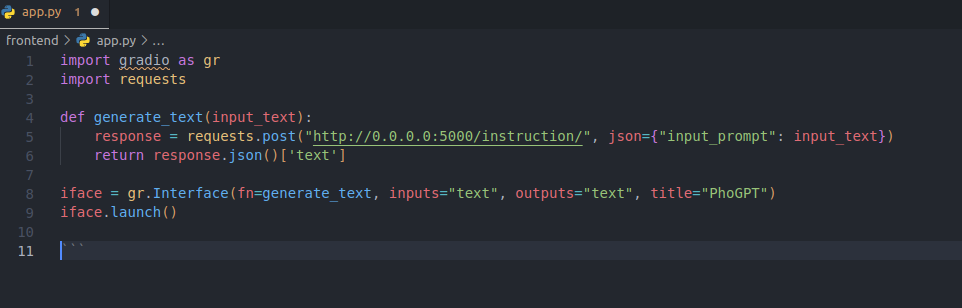 app.py 1
frontend > app.py > ...
1 import gradio as gr
2 import requests
3
4 def generate_text(input_text):
5     response = requests.post("http://0.0.0.0:5000/instruction/", json={"input_prompt": input_text})
6     return response.json()['text']
7
8 iface = gr.Interface(fn=generate_text, inputs="text", outputs="text", title="PhoGPT")
9 iface.launch()
10
11 ```